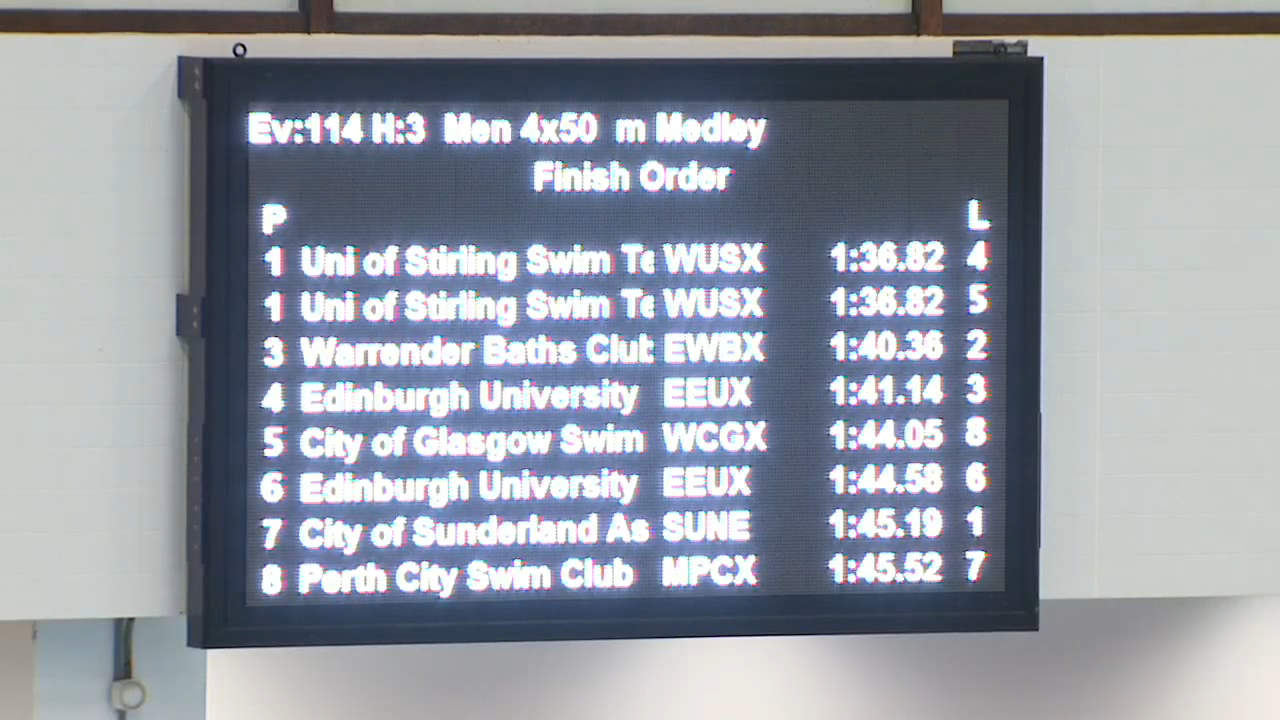 Ev:114 H:3 Men 4x50 m Medley
Finish Order
P L
1 Uni of Stirling Swim Te WUSX 1:36.82 4
1 Uni of Stirling Swim Te WUSX 1:36.82 5
3 Warrender Baths Club EWBX 1:40.36 2
4 Edinburgh University EEUX 1:41.14 3
5 City of Glasgow Swim WCGX 1:44.05 8
6 Edinburgh University EEUX 1:44.58 6
7 City of Sunderland As SUNE 1:45.19 1
8 Perth City Swim Club MPCX 1:45.52 7